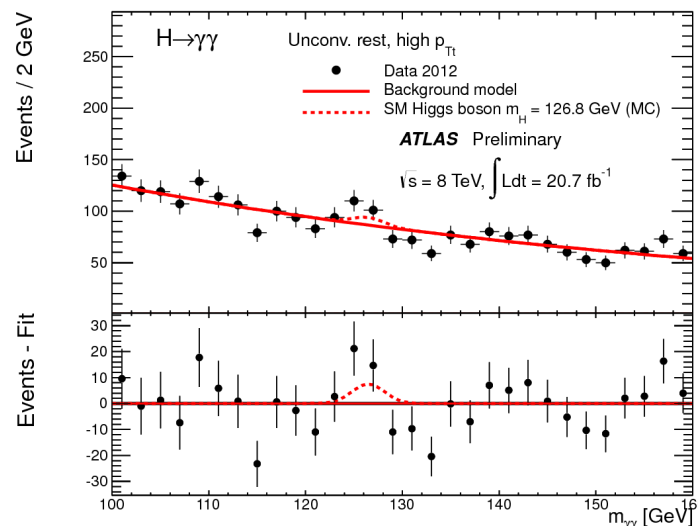 H→γγ
Unconv. rest, high p_Tt
Data 2012
Background model
SM Higgs boson m_H = 126.8 GeV (MC)
ATLAS Preliminary
√s = 8 TeV, ∫Ldt = 20.7 fb⁻¹
Events / 2 GeV
250
200
150
100
50
Events - Fit
30
20
10
0
-10
-20
-30
100 110 120 130 140 150 16
m_γγ [GeV]